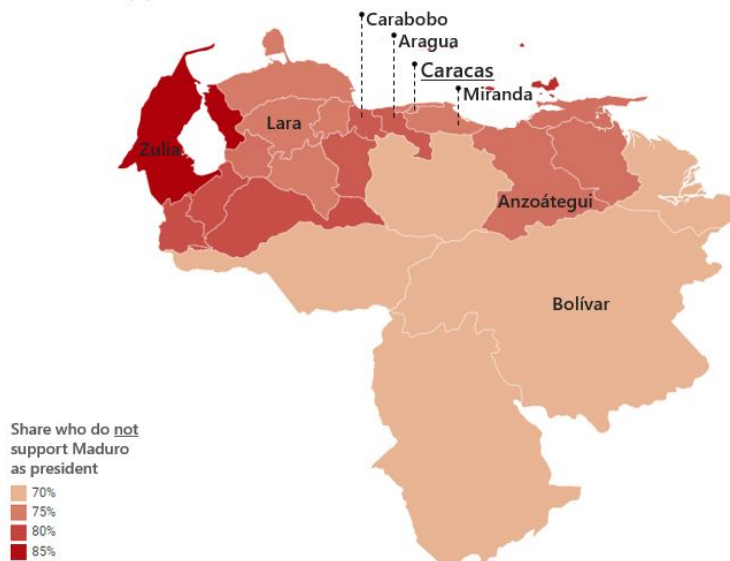 Carabobo
Aragua
Caracas
Miranda
Lara
Zulia
Anzoátegui
Bolívar
Share who do not
support Maduro
as president
70%
75%
80%
85%